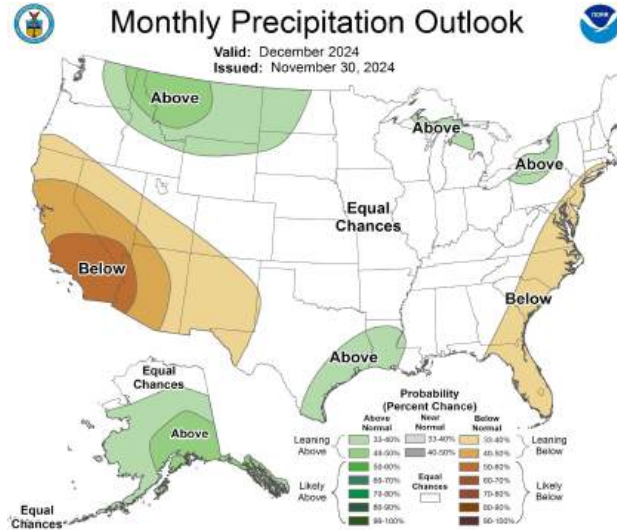 Monthly Precipitation Outlook
Valid: December 2024
Issued: November 30, 2024
Above
Above
Above
Equal
Chances
Below
Below
Above
Equal
Chances
Above
Equal
Chances
Probability
(Percent Chance)
Above
Normal
Near
Normal
Below
Normal
Leaning
Above
33-40%
40-50%
33-40%
40-50%
33-40%
40-50%
Leaning
Below
Likely
Above
50-60%
60-70%
70-80%
80-90%
90-100%
Equal
Chances
50-60%
60-70%
70-80%
80-90%
90-100%
Likely
Below